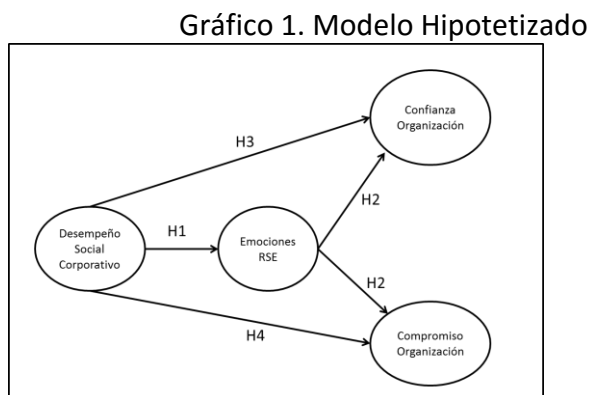 Gráfico 1. Modelo Hipotetizado
Confianza
Organización
H3
H2
Desempeño
Social
Corporativo
H1
Emociones
RSE
H2
H4
Compromiso
Organización